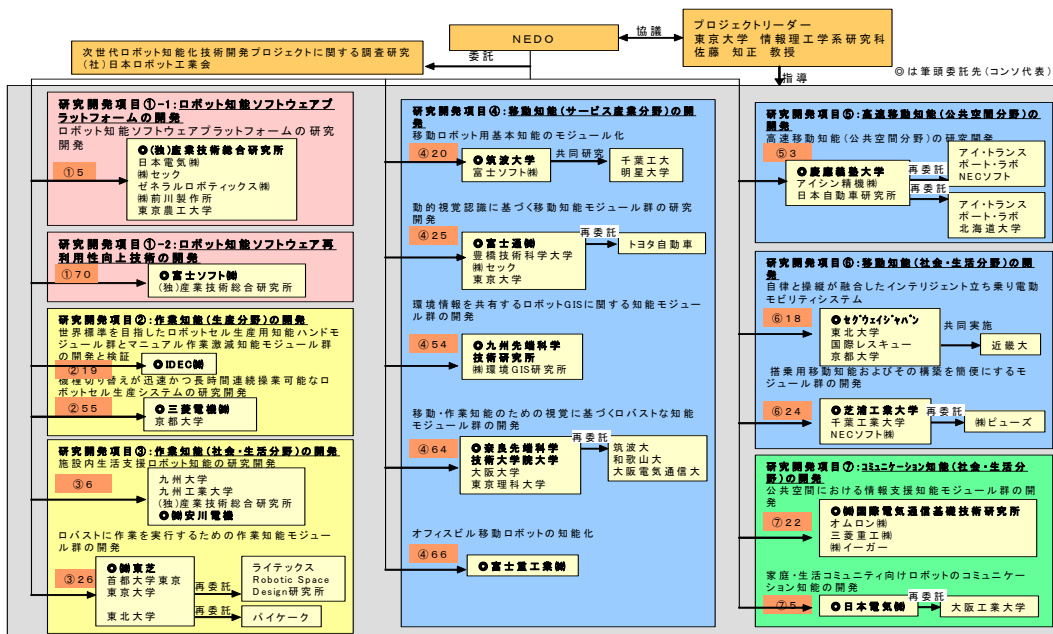 NEDO
協議
プロジェクトリーダー
東京大学 情報理工学系研究科
佐藤 知正 教授
次世代ロボット知能化技術開発プロジェクトに関する調査研究
(社)日本ロボット工業会
委託
指導
◎は筆頭委託先(コンソ代表)
研究開発項目①-1:ロボット知能ソフトウェアプ
ラットフォームの開発
ロボット知能ソフトウェアプラットフォームの研究
開発
①5
◎(独)産業技術総合研究所
日本電気㈱
㈱セック
ゼネラルロボティックス㈱
㈱前川製作所
東京農工大学
研究開発項目①-2:ロボット知能ソフトウェア再
利用性向上技術の開発
①70
◎富士ソフト㈱
(独)産業技術総合研究所
研究開発項目②:作業知能(生産分野)の開発
世界標準を目指したロボットセル生産用知能ハンドモ
ジュール群とマニュアル作業激減知能モジュール群
の開発と検証
②19
◎IDEC㈱
機種切り替えが迅速かつ長時間連続操業可能なロ
ボットセル生産システムの研究開発
②55
◎三菱電機㈱
京都大学
研究開発項目③:作業知能(社会・生活分野)の開発
施設内生活支援ロボット知能の研究開発
③6
九州大学
九州工業大学
(独)産業技術総合研究所
◎㈱安川電機
ロバストに作業を実行するための作業知能モジュー
ル群の開発
③26
◎㈱東芝
首都大学東京
東京大学
東北大学
再委託
ライテックス
Robotic Space
Design研究所
再委託
バイケーク
研究開発項目④:移動知能(サービス産業分野)の開
発
移動ロボット用基本知能のモジュール化
④20
◎筑波大学
富士ソフト㈱
共同研究
千葉工大
明星大学
動的視覚認識に基づく移動知能モジュール群の研究
開発
④25
◎富士通㈱
豊橋技術科学大学
㈱セック
東京大学
再委託
トヨタ自動車
環境情報を共有するロボットGISに関する知能モジュー
ル群の開発
④54
◎九州先端科学
技術研究所
㈱環境GIS研究所
移動・作業知能のための視覚に基づくロバストな知能
モジュール群の開発
④64
◎奈良先端科学
技術大学院大学
大阪大学
東京理科大学
再委託
筑波大
和歌山大
大阪電気通信大
オフィスビル移動ロボットの知能化
④66
◎富士重工業㈱
研究開発項目⑤:高速移動知能(公共空間分野)の開
発
高速移動知能(公共空間分野)の研究開発
⑤3
◎慶應義塾大学
アイシン精機㈱
日本自動車研究所
再委託
アイ・トランス
ポート・ラボ
NECソフト
再委託
アイ・トランス
ポート・ラボ
北海道大学
研究開発項目⑥:移動知能(社会・生活分野)の開発
自律と操縦が融合したインテリジェント立ち乗り電動
モビリティシステム
⑥18
◎セグウェイジャパン
東北大学
国際レスキュー
京都大学
共同実施
近畿大
搭乗用移動知能およびその構築を簡便にするモ
ジュール群の開発
⑥24
◎芝浦工業大学
千葉工業大学
NECソフト㈱
再委託
㈱ピューズ
研究開発項目⑦:コミュニケーション知能(社会・生活分
野)の開発
公共空間における情報支援知能モジュール群の開
発
⑦22
◎㈱国際電気通信基礎技術研究所
オムロン㈱
三菱重工㈱
㈱イーガー
家庭・生活コミュニティ向けロボットのコミュニケー
ション知能の開発
⑦5
◎日本電気㈱
再委託
大阪工業大学